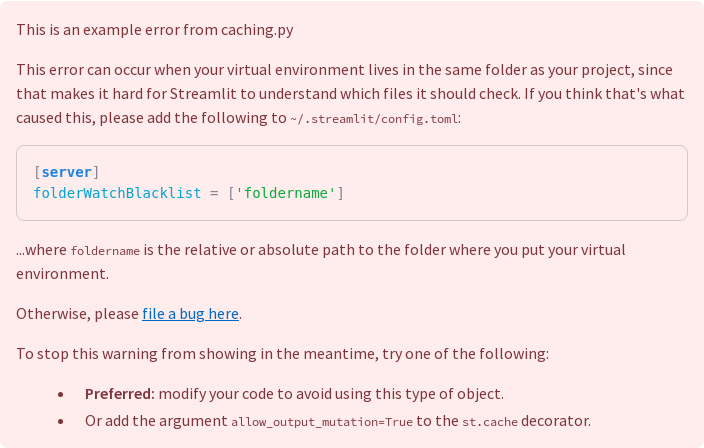 This is an example error from caching.py
This error can occur when your virtual environment lives in the same folder as your project, since
that makes it hard for Streamlit to understand which files it should check. If you think that's what
caused this, please add the following to ~/.streamlit/config.toml:
[server]
folderWatchBlacklist = ['foldername']
...where foldername is the relative or absolute path to the folder where you put your virtual
environment.
Otherwise, please file a bug here.
To stop this warning from showing in the meantime, try one of the following:
• Preferred: modify your code to avoid using this type of object.
• Or add the argument allow_output_mutation=True to the st.cache decorator.